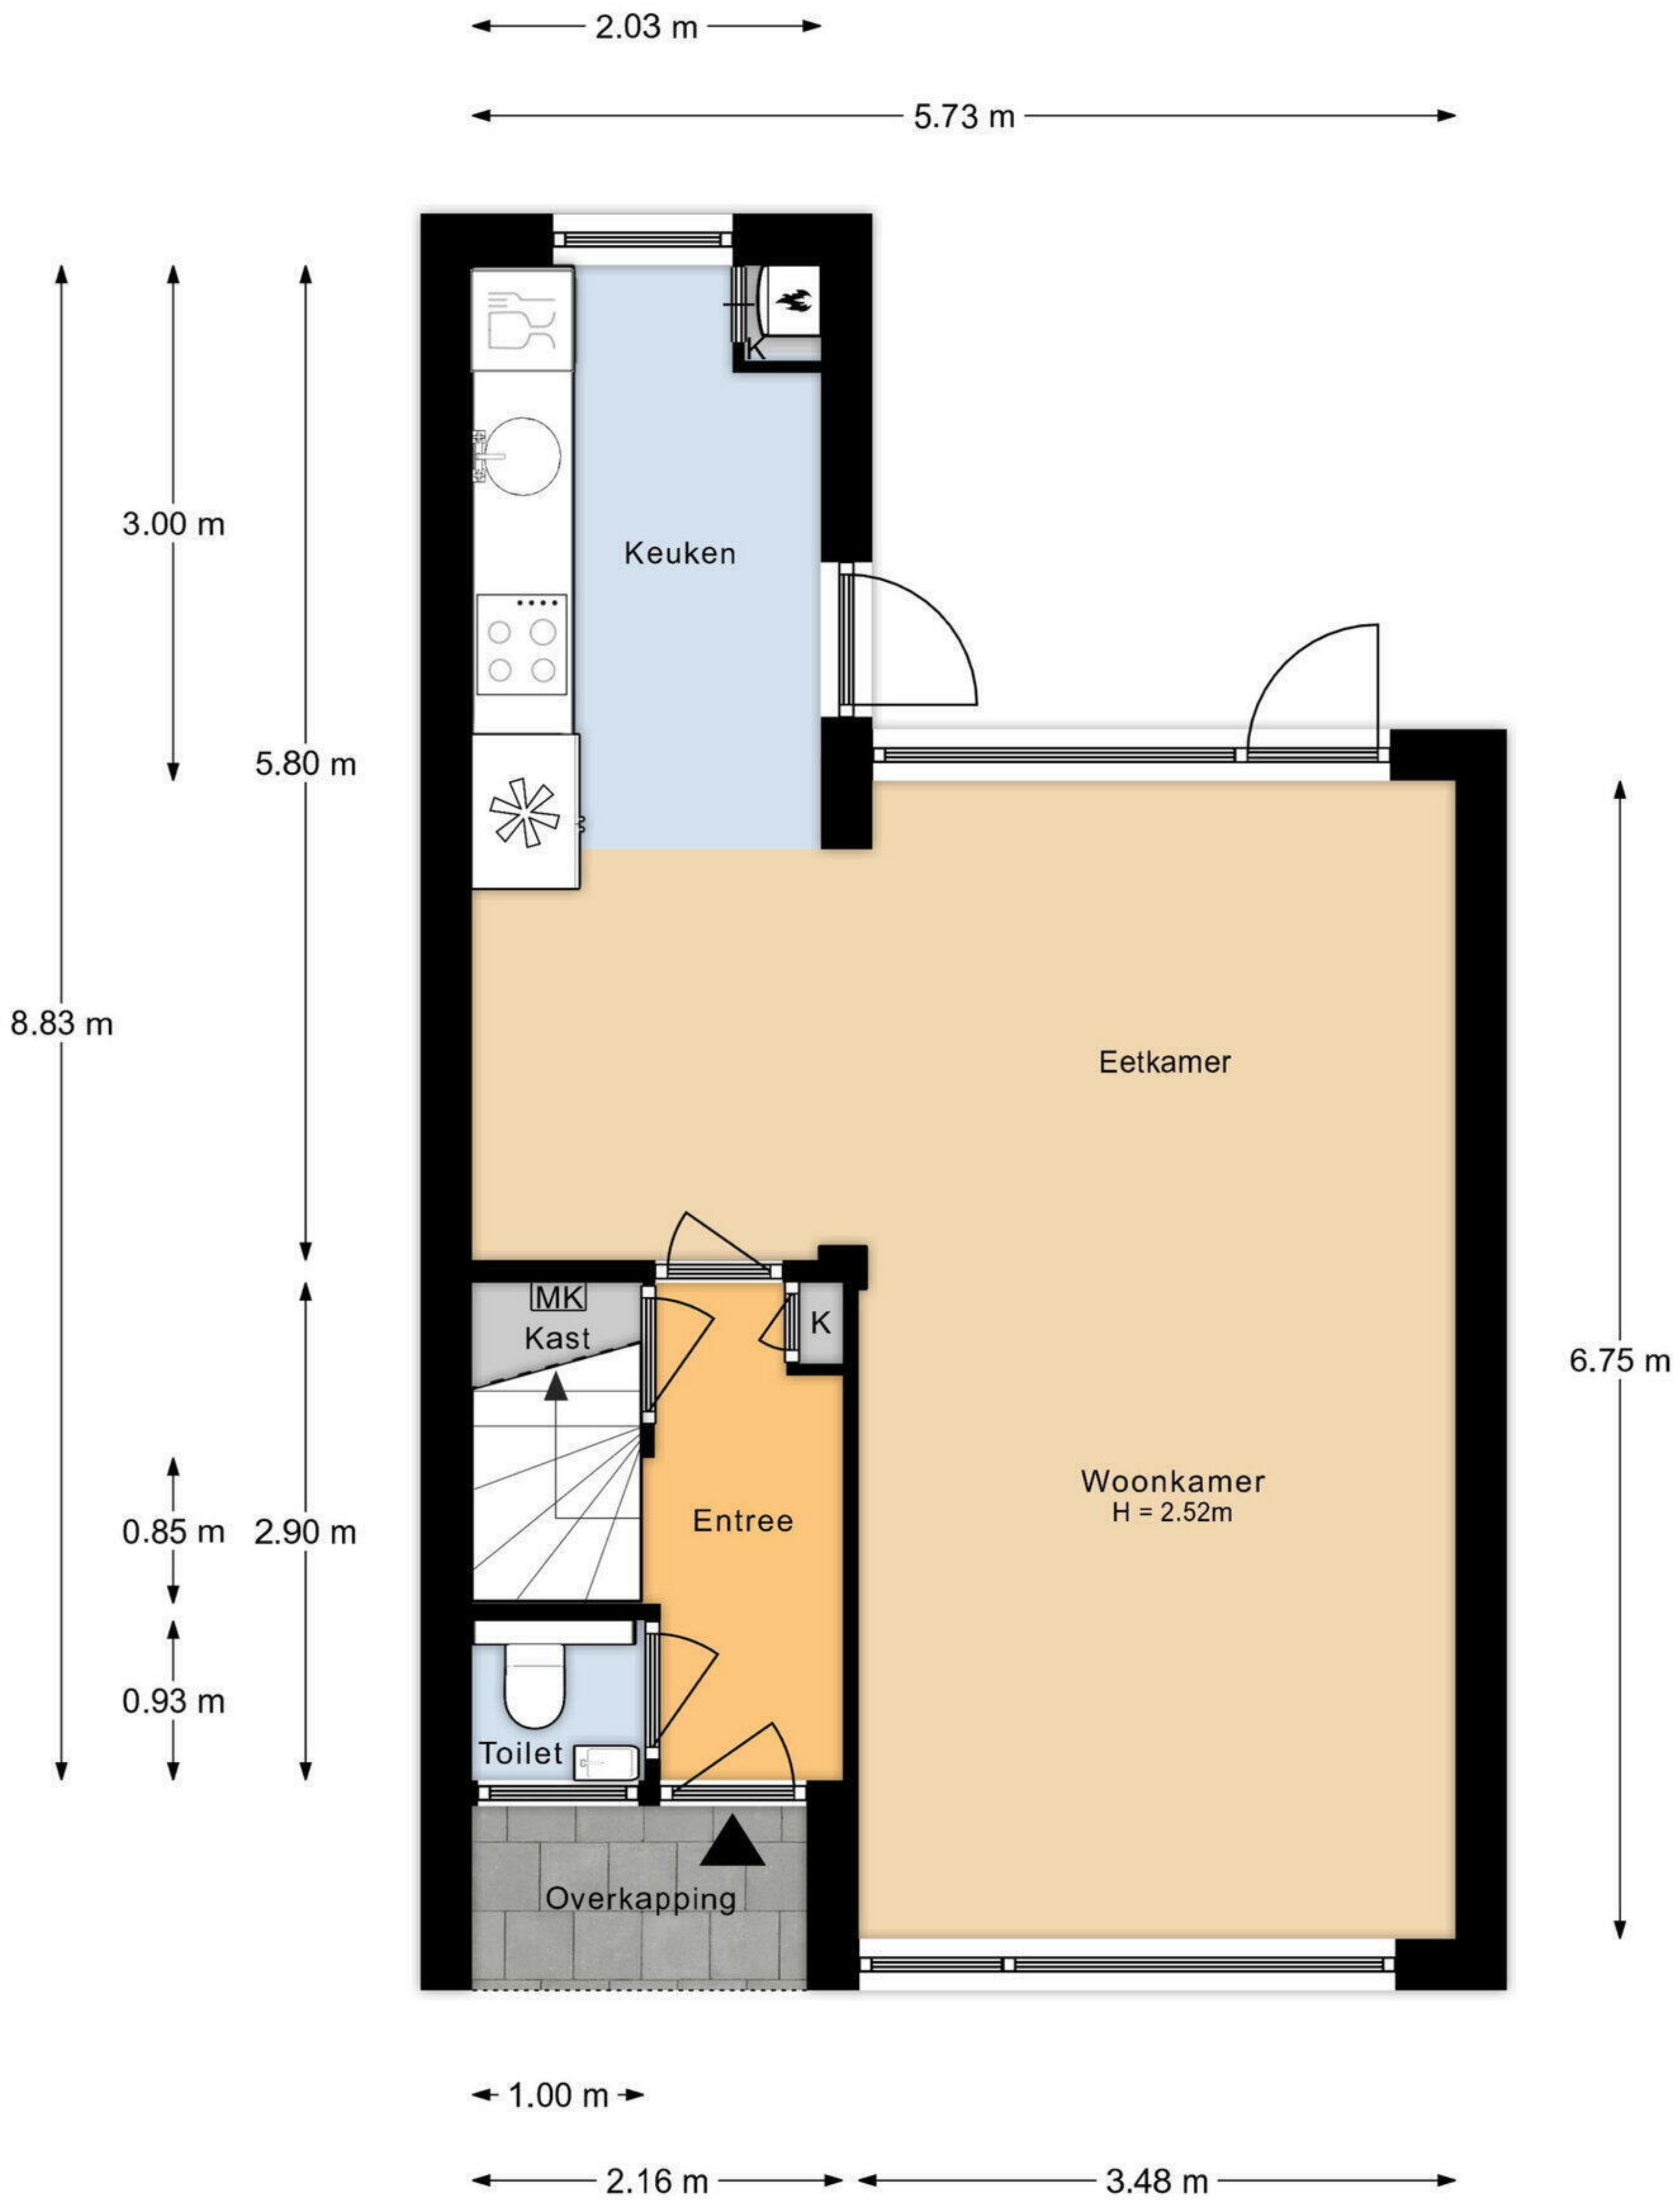 2.03 m
5.73 m
K
3.00 m
Keuken
5.80 m
8.83 m
Eetkamer
MK
Kast
K
6.75 m
Woonkamer
H = 2.52m
0.85 m
2.90 m
Entree
0.93 m
Toilet
Overkapping
1.00 m
2.16 m
3.48 m